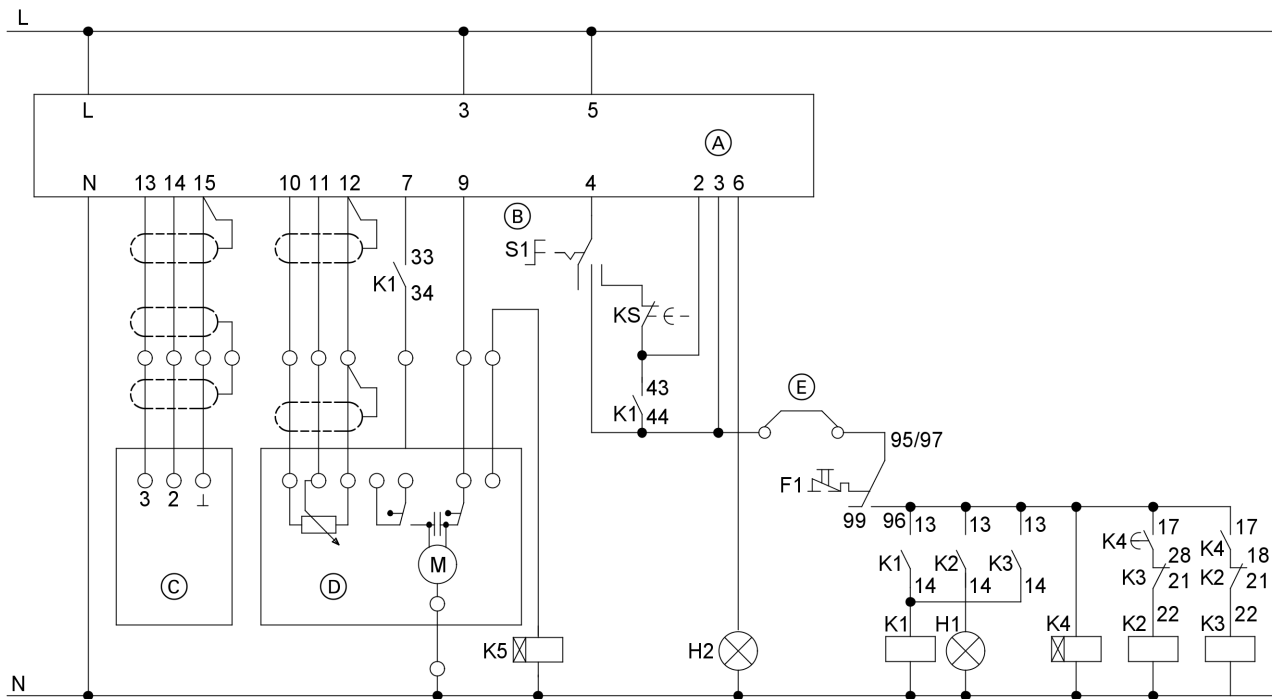 L
L 3 5
A
N 13 14 15 10 11 12 7 9 4 2 3 6
B
S1
33
K1
34
KS
43
K1 44
E
95/97
F1
99 96 13 13 13 17 17
K4 K4
28 18
K1 K2 K3 K3 21 K2 21
14 14 14
3 2 ⊥
M
C D
K5 H2 K1 H1 K4 K2 22 K3 22
N